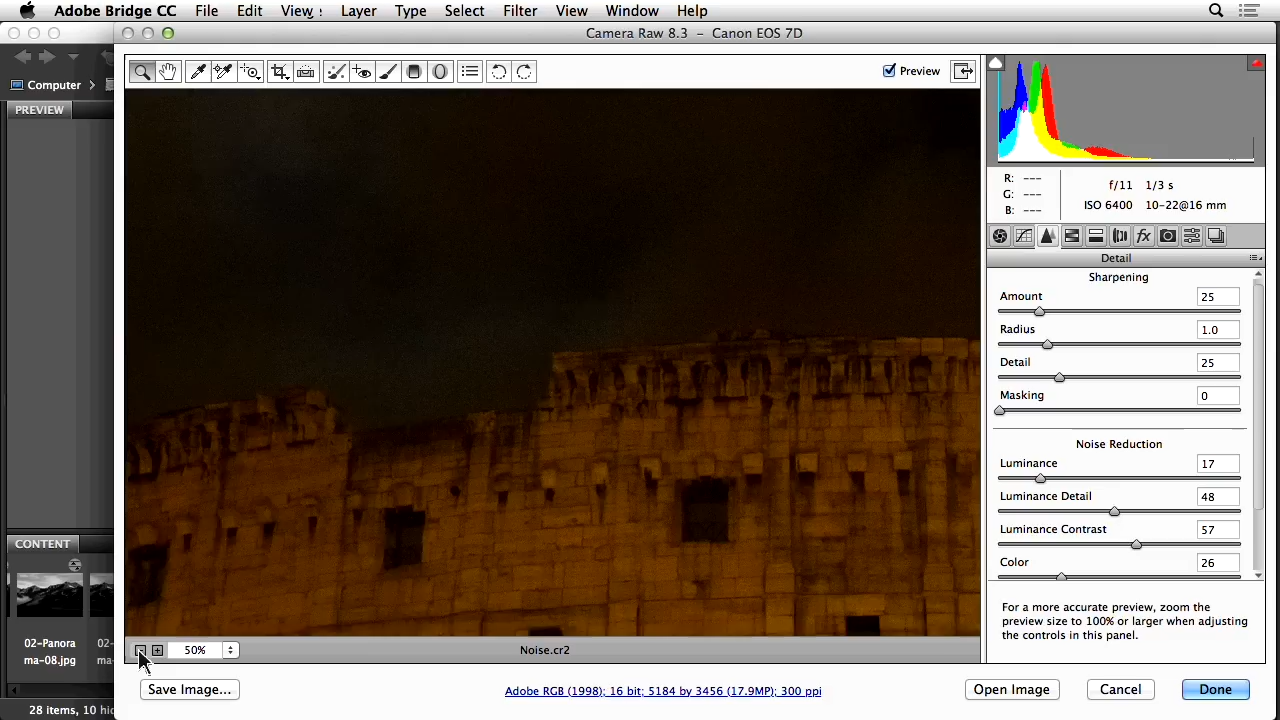 Adobe Bridge CC File Edit View Layer Type Select Filter View Window Help
Camera Raw 8.3 – Canon EOS 7D
Computer
PREVIEW
Preview
R: ---
G: ---
B: ---
f/11 1/3 s
ISO 6400 10-22@16 mm
Detail
Sharpening
Amount 25
Radius 1.0
Detail 25
Masking 0
Noise Reduction
Luminance 17
Luminance Detail 48
Luminance Contrast 57
Color 26
For a more accurate preview, zoom the
preview size to 100% or larger when adjusting
the controls in this panel.
CONTENT
02-Panora
ma-08.jpg
02-P
ma-
28 items, 10 hi
50%
Noise.cr2
Save Image...
Adobe RGB (1998); 16 bit; 5184 by 3456 (17.9MP); 300 ppi
Open Image
Cancel
Done